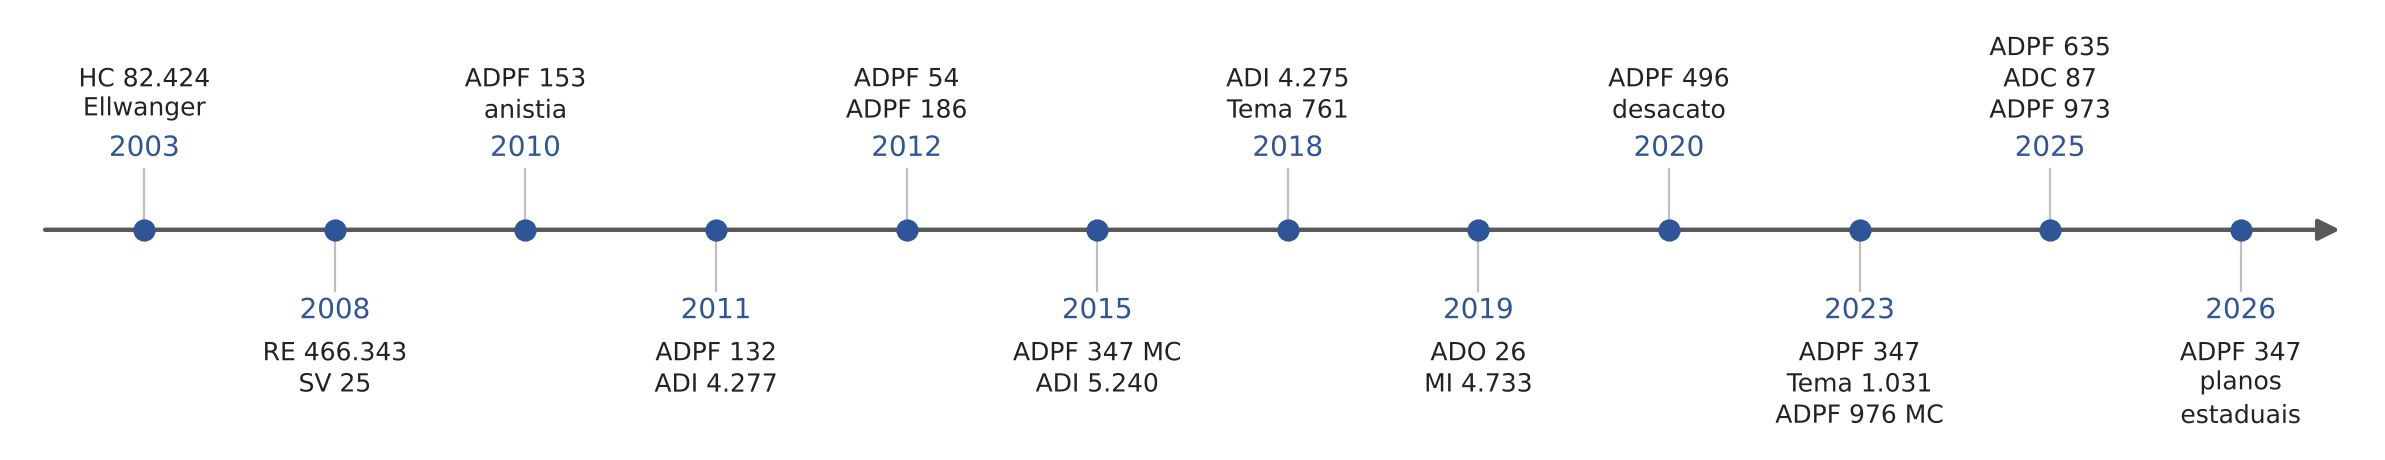 HC 82.424
Ellwanger
2003
2008
RE 466.343
SV 25
ADPF 153
anistia
2010
2011
ADPF 132
ADI 4.277
ADPF 54
ADPF 186
2012
2015
ADPF 347 MC
ADI 5.240
ADI 4.275
Tema 761
2018
2019
ADO 26
MI 4.733
ADPF 496
desacato
2020
2023
ADPF 347
Tema 1.031
ADPF 976 MC
ADPF 635
ADC 87
ADPF 973
2025
2026
ADPF 347
planos
estaduais